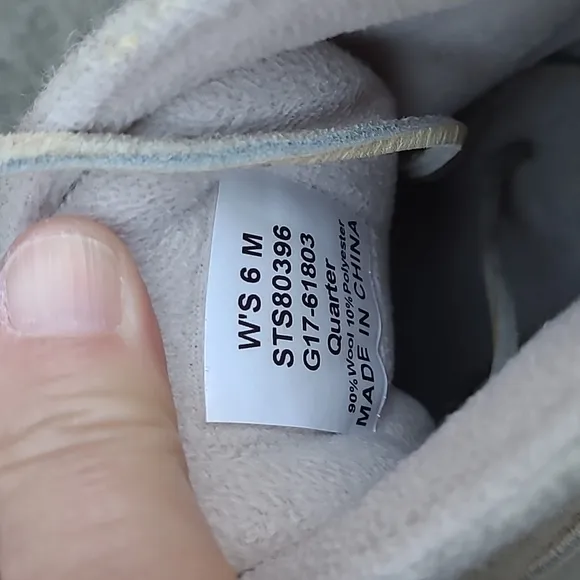 W'S 6 M
STS80396
G17-61803
Quarter
90%Wool 10%Polyester
MADE IN CHINA